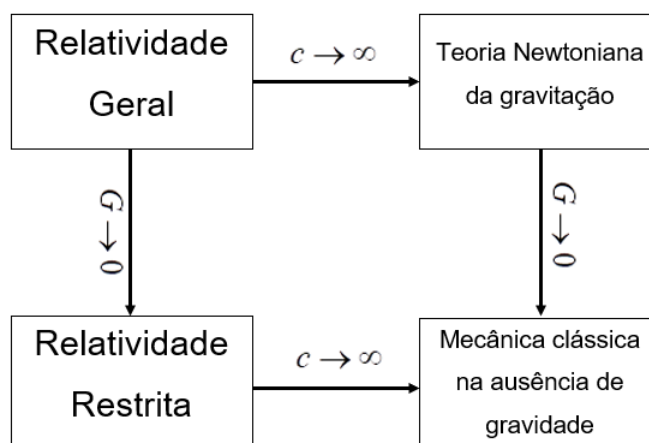 Relatividade
Geral
c → ∞
Teoria Newtoniana
da gravitação
G → 0
G → 0
Relatividade
Restrita
c → ∞
Mecânica clássica
na ausência de
gravidade